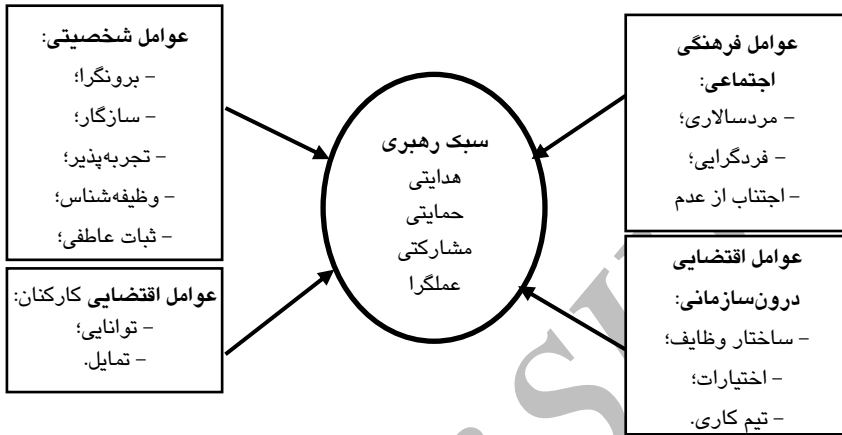 عوامل فرهنگی
اجتماعی:
– مردسالاری؛
– فردگرایی؛
– اجتناب از عدم
عوامل اقتضایی
درون‌سازمانی:
– ساختار وظایف؛
– اختیارات؛
– تیم کاری.
سبک رهبری
هدایتی
حمایتی
مشارکتی
عملگرا
عوامل شخصیتی:
– برونگرا؛
– سازگار؛
– تجربه‌پذیر؛
– وظیفه‌شناس؛
– ثبات عاطفی؛
عوامل اقتضایی کارکنان:
– توانایی؛
– تمایل.